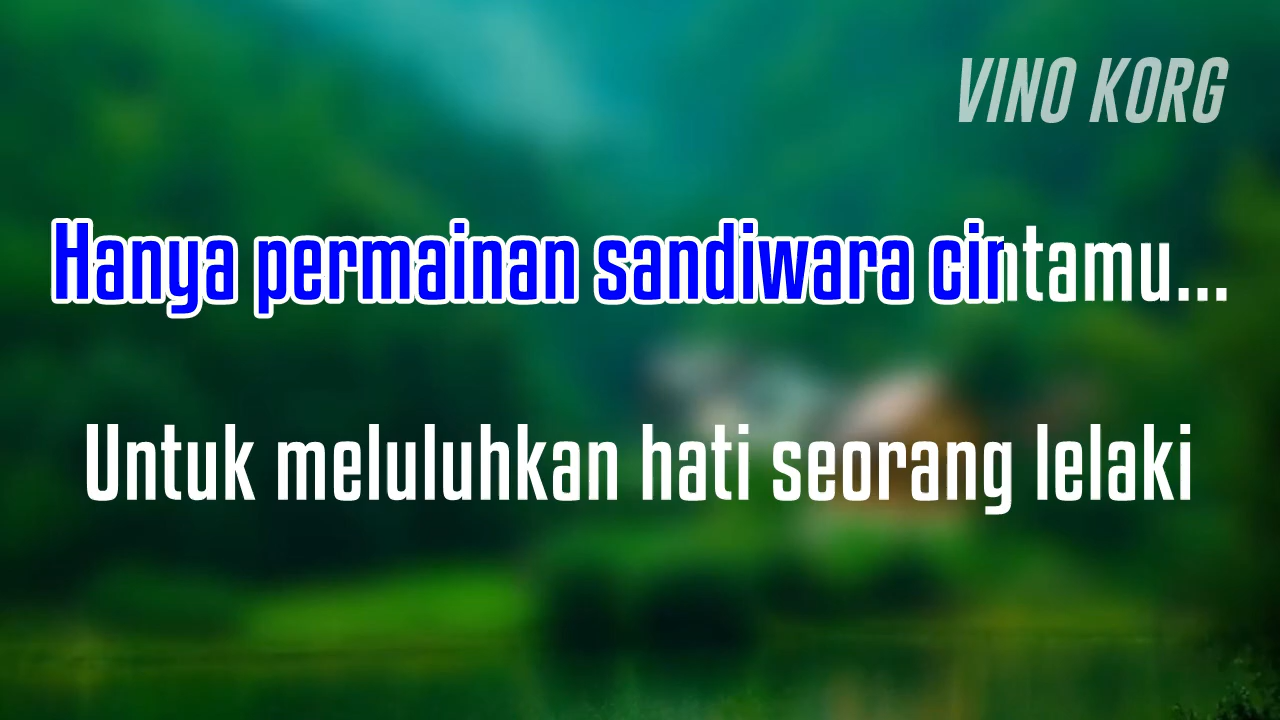 VINO KORG
Hanya permainan sandiwara cintamu...
Untuk meluluhkan hati seorang lelaki